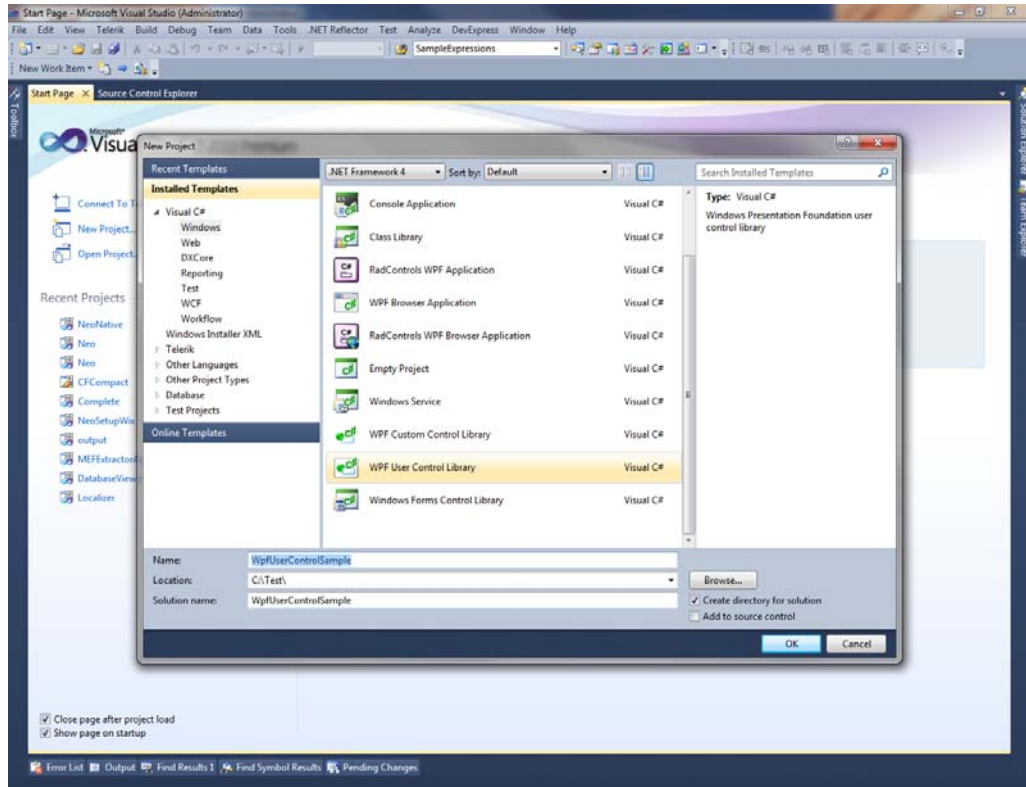 Start Page - Microsoft Visual Studio (Administrator)
File Edit View Telerik Build Debug Team Data Tools .NET Reflector Test Analyze DevExpress Window Help
SampleExpressions
New Work Item
Start Page Source Control Explorer
Toolbox
Solution Explorer
Team Explorer
Microsoft
Visua
Connect To T
New Project...
Open Project.
Recent Projects
NeoNative
Neo
Neo
CFCompact
Complete
NeoSetupWix
output
MEFExtractor
DatabaseView
Localizer
New Project
Recent Templates
Installed Templates
Visual C#
Windows
Web
DXCore
Reporting
Test
WCF
Workflow
Windows Installer XML
Telerik
Other Languages
Other Project Types
Database
Test Projects
Online Templates
.NET Framework 4 Sort by: Default
Console Application Visual C#
Class Library Visual C#
RadControls WPF Application Visual C#
WPF Browser Application Visual C#
RadControls WPF Browser Application Visual C#
Empty Project Visual C#
Windows Service Visual C#
WPF Custom Control Library Visual C#
WPF User Control Library Visual C#
Windows Forms Control Library Visual C#
Search Installed Templates
Type: Visual C#
Windows Presentation Foundation user
control library
Name: WpfUserControlSample
Location: C:\Test\
Browse...
Solution name: WpfUserControlSample
Create directory for solution
Add to source control
OK Cancel
Close page after project load
Show page on startup
Error List Output Find Results 1 Find Symbol Results Pending Changes